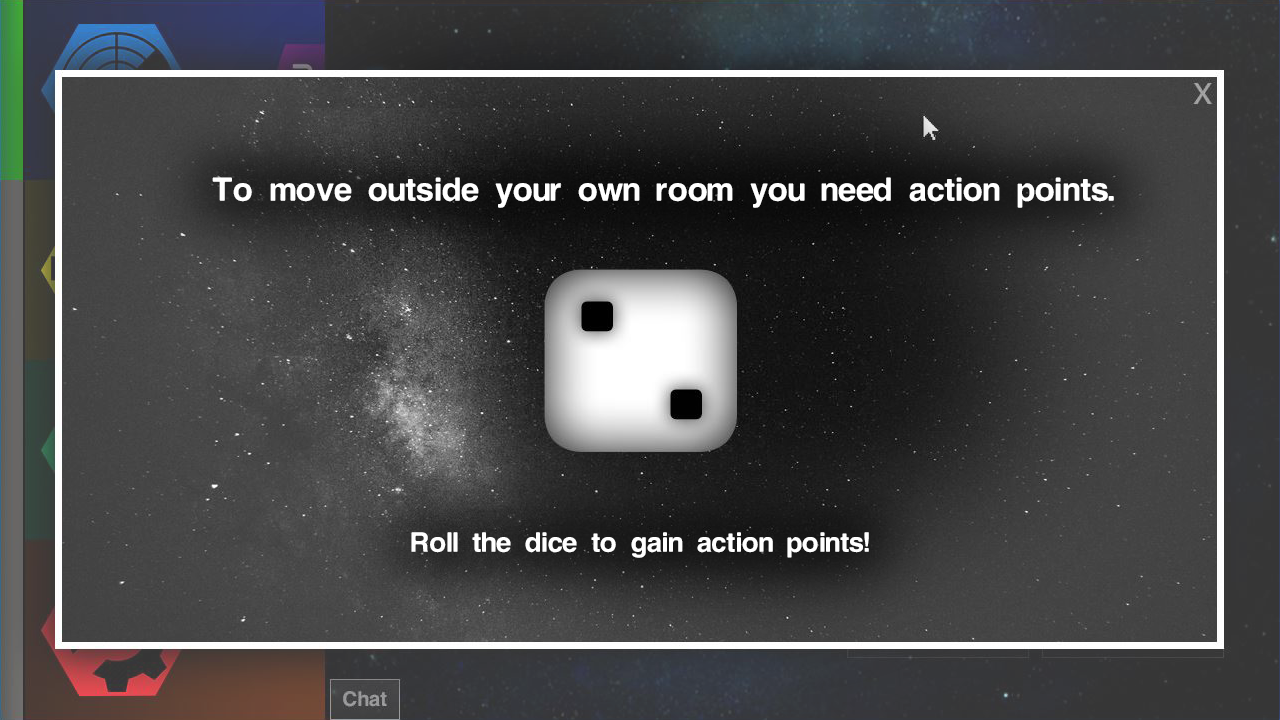 X
To move outside your own room you need action points.
Roll the dice to gain action points!
Chat